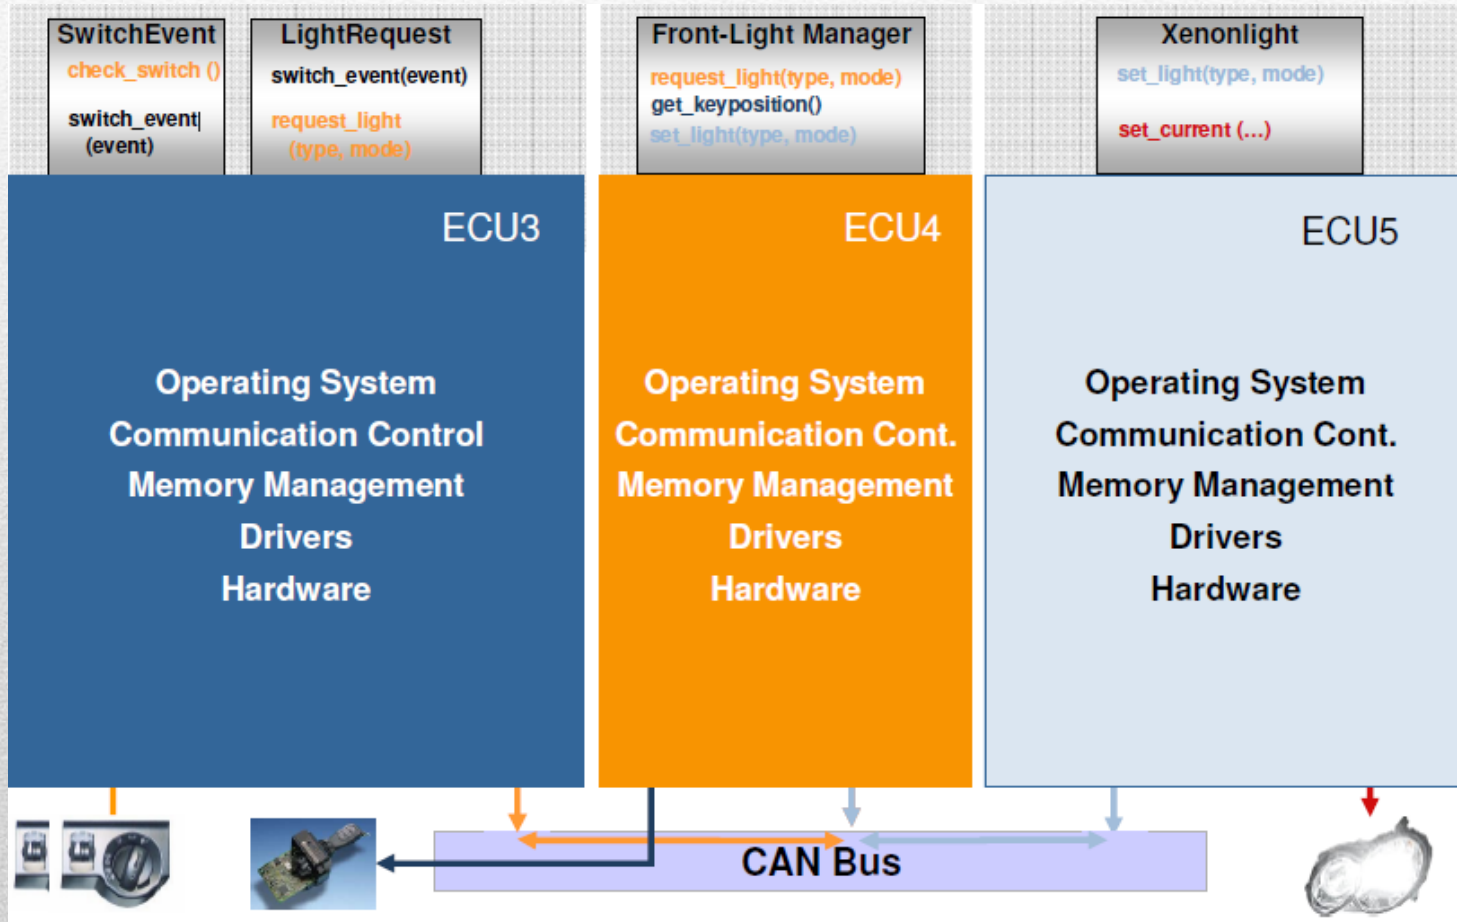 SwitchEvent
check_switch ()
switch_event|
(event)
LightRequest
switch_event(event)
request_light
(type, mode)
Front-Light Manager
request_light(type, mode)
get_keyposition()
set_light(type, mode)
Xenonlight
set_light(type, mode)
set_current (...)
ECU3
Operating System
Communication Control
Memory Management
Drivers
Hardware
ECU4
Operating System
Communication Cont.
Memory Management
Drivers
Hardware
ECU5
Operating System
Communication Cont.
Memory Management
Drivers
Hardware
CAN Bus